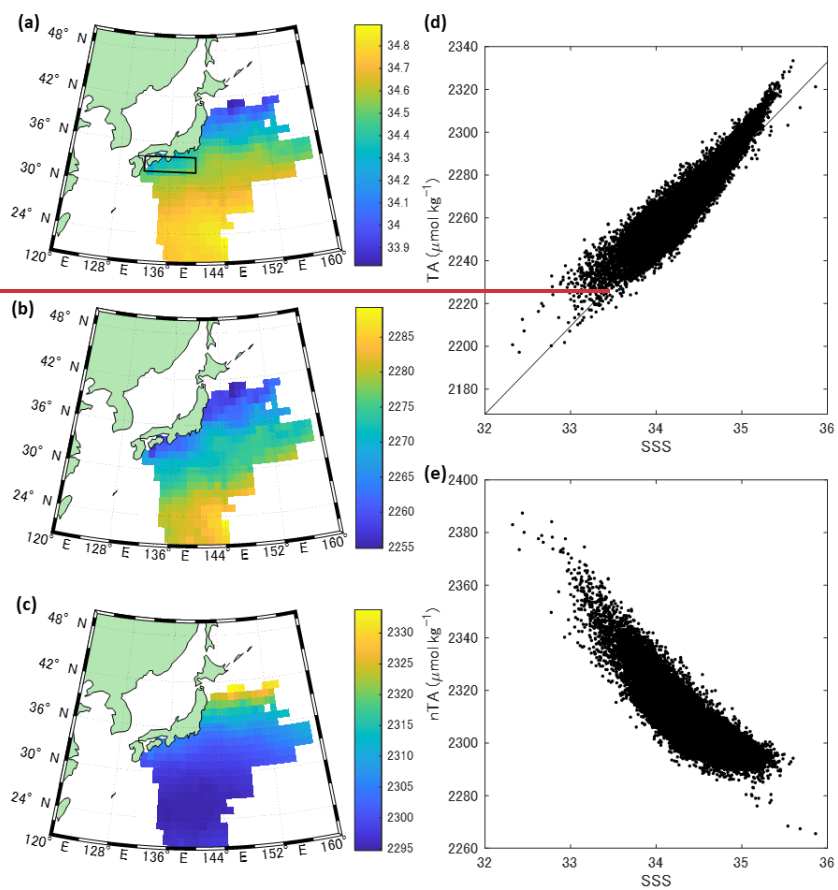 (a)
48° N
42° N
36° N
30° N
24° N
120° E
128° E
136° E
144° E
152° E
160° E
34.8
34.7
34.6
34.5
34.4
34.3
34.2
34.1
34
33.9
(b)
48° N
42° N
36° N
30° N
24° N
120° E
128° E
136° E
144° E
152° E
160° E
2285
2280
2275
2270
2265
2260
2255
(c)
48° N
42° N
36° N
30° N
24° N
120° E
128° E
136° E
144° E
152° E
160° E
2330
2325
2320
2315
2310
2305
2300
2295
(d)
2340
2320
2300
2280
2260
2240
2220
2200
2180
TA (μmol kg⁻¹)
32
33
34
35
36
SSS
(e)
2400
2380
2360
2340
2320
2300
2280
2260
nTA (μmol kg⁻¹)
32
33
34
35
36
SSS